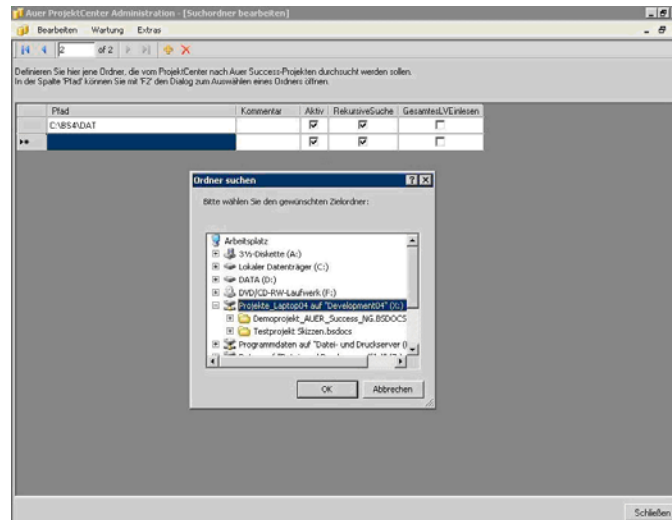 Auer ProjektCenter Administration - [Suchordner bearbeiten]
Bearbeiten Wartung Extras
2 of 2
Definieren Sie hier jene Ordner, die vom ProjektCenter nach Auer Success-Projekten durchsucht werden sollen.
In der Spalte 'Pfad' können Sie mit 'F2' den Dialog zum Auswählen eines Ordners öffnen.
Pfad Kommentar Aktiv RekursiveSuche GesamtesLVEinlesen
C:\BS4\DAT
Ordner suchen
Bitte wählen Sie den gewünschten Zielordner:
Arbeitsplatz
3½-Diskette (A:)
Lokaler Datenträger (C:)
DATA (D:)
DVD/CD-RW-Laufwerk (F:)
Projekte_Laptop04 auf "Development04"
Demoprojekt_AUER_Success_NG.BSDOCS
Testprojekt Skizzen.bsdocs
Programmdaten auf "Datei- und Druckserver (
OK Abbrechen
Schließen